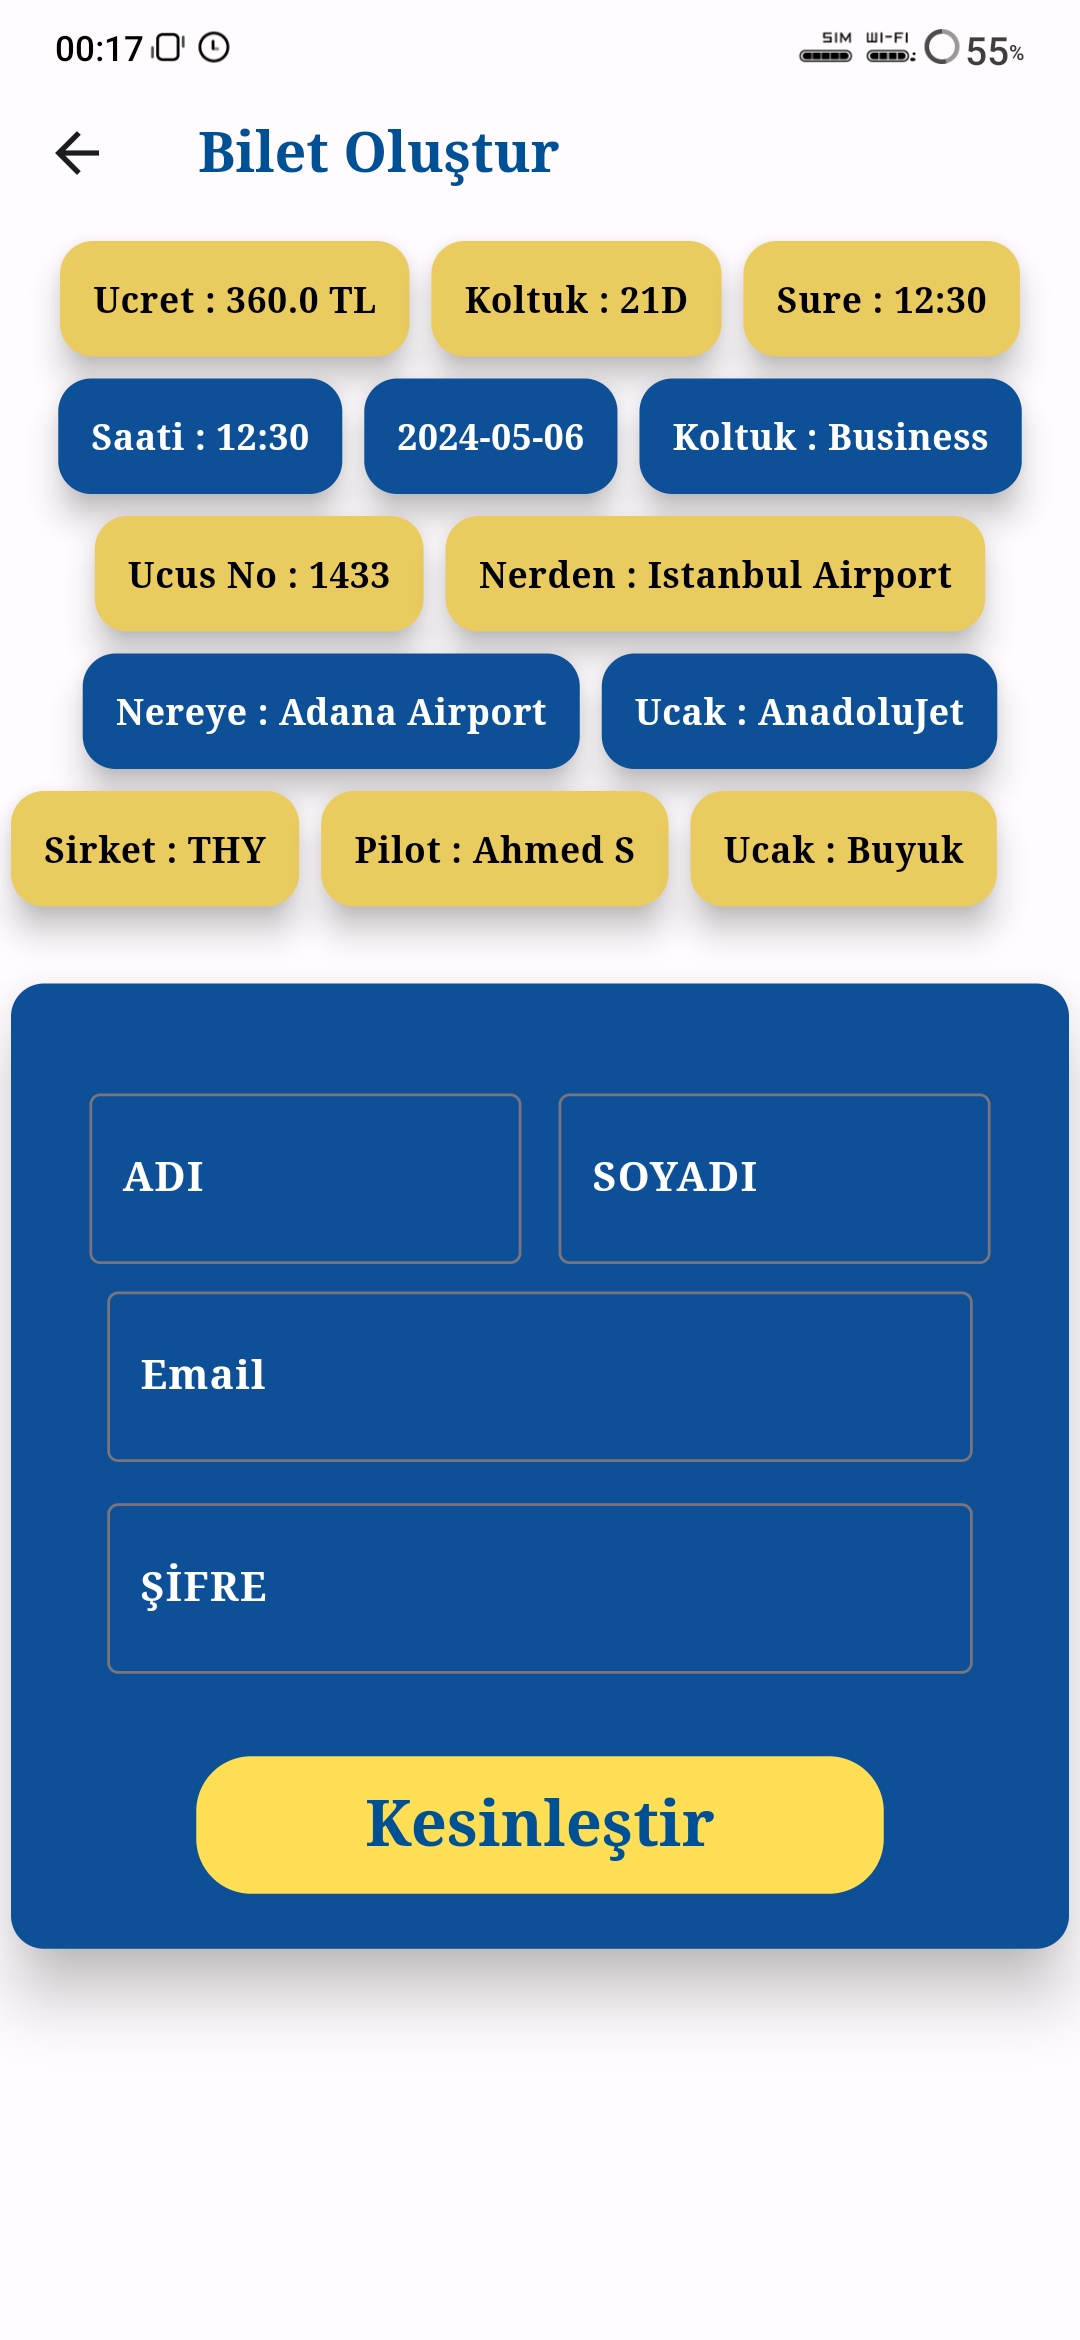 00:17 SIM WI-FI 55%
Bilet Oluştur
Ucret : 360.0 TL Koltuk : 21D Sure : 12:30
Saati : 12:30 2024-05-06 Koltuk : Business
Ucus No : 1433 Nerden : Istanbul Airport
Nereye : Adana Airport Ucak : AnadoluJet
Sirket : THY Pilot : Ahmed S Ucak : Buyuk
ADI SOYADI
Email
ŞİFRE
Kesinleştir